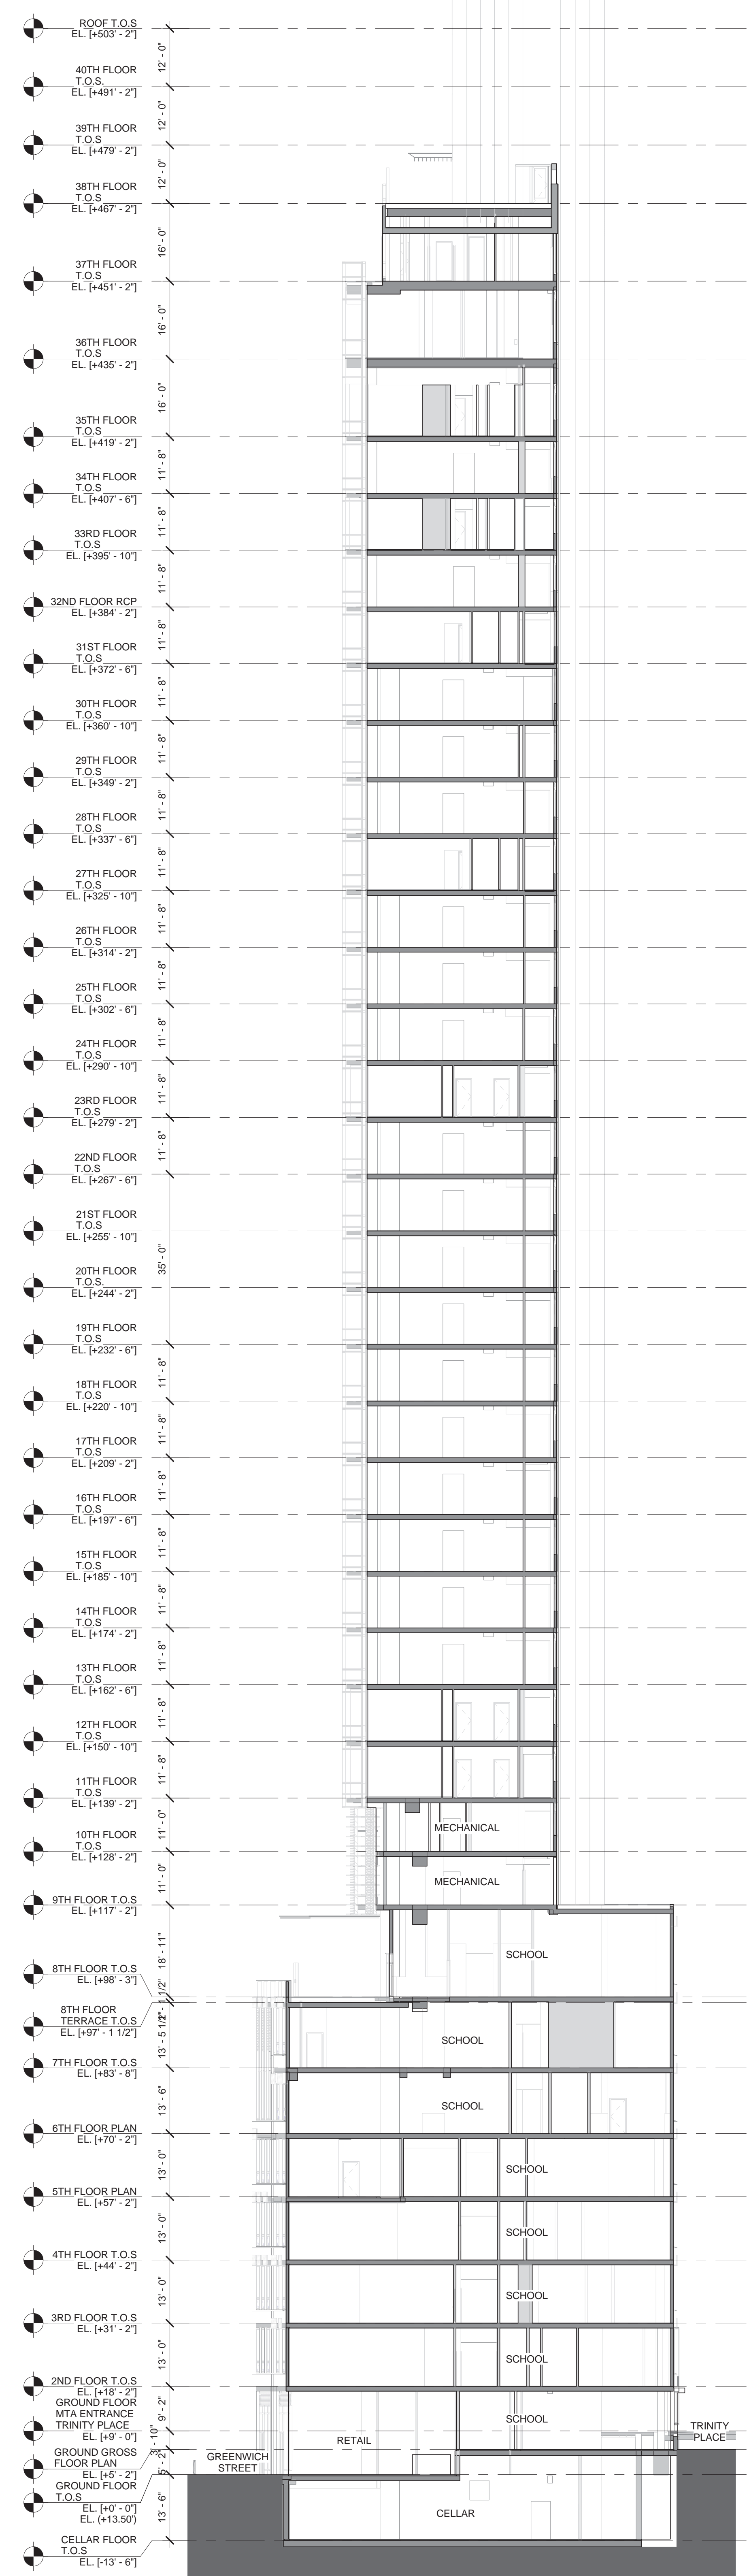 ROOF T.O.S
EL. [+503' - 2"]
12' - 0"
40TH FLOOR
T.O.S.
EL. [+491' - 2"]
12' - 0"
39TH FLOOR
T.O.S
EL. [+479' - 2"]
12' - 0"
38TH FLOOR
T.O.S
EL. [+467' - 2"]
16' - 0"
37TH FLOOR
T.O.S
EL. [+451' - 2"]
16' - 0"
36TH FLOOR
T.O.S
EL. [+435' - 2"]
16' - 0"
35TH FLOOR
T.O.S
EL. [+419' - 2"]
11' - 8"
34TH FLOOR
T.O.S
EL. [+407' - 6"]
11' - 8"
33RD FLOOR
T.O.S
EL. [+395' - 10"]
11' - 8"
32ND FLOOR RCP
EL. [+384' - 2"]
11' - 8"
31ST FLOOR
T.O.S
EL. [+372' - 6"]
11' - 8"
30TH FLOOR
T.O.S
EL. [+360' - 10"]
11' - 8"
29TH FLOOR
T.O.S
EL. [+349' - 2"]
11' - 8"
28TH FLOOR
T.O.S
EL. [+337' - 6"]
11' - 8"
27TH FLOOR
T.O.S
EL. [+325' - 10"]
11' - 8"
26TH FLOOR
T.O.S
EL. [+314' - 2"]
11' - 8"
25TH FLOOR
T.O.S
EL. [+302' - 6"]
11' - 8"
24TH FLOOR
T.O.S
EL. [+290' - 10"]
11' - 8"
23RD FLOOR
T.O.S
EL. [+279' - 2"]
11' - 8"
22ND FLOOR
T.O.S
EL. [+267' - 6"]
21ST FLOOR
T.O.S
EL. [+255' - 10"]
35' - 0"
20TH FLOOR
T.O.S.
EL. [+244' - 2"]
19TH FLOOR
T.O.S
EL. [+232' - 6"]
11' - 8"
18TH FLOOR
T.O.S
EL. [+220' - 10"]
11' - 8"
17TH FLOOR
T.O.S
EL. [+209' - 2"]
11' - 8"
16TH FLOOR
T.O.S
EL. [+197' - 6"]
11' - 8"
15TH FLOOR
T.O.S
EL. [+185' - 10"]
11' - 8"
14TH FLOOR
T.O.S
EL. [+174' - 2"]
11' - 8"
13TH FLOOR
T.O.S
EL. [+162' - 6"]
11' - 8"
12TH FLOOR
T.O.S
EL. [+150' - 10"]
11' - 8"
11TH FLOOR
T.O.S
EL. [+139' - 2"]
11' - 0"
MECHANICAL
10TH FLOOR
T.O.S
EL. [+128' - 2"]
11' - 0"
MECHANICAL
9TH FLOOR T.O.S
EL. [+117' - 2"]
18' - 11"
SCHOOL
8TH FLOOR T.O.S
EL. [+98' - 3"]
1' - 1 1/2"
8TH FLOOR
TERRACE T.O.S
EL. [+97' - 1 1/2"]
13' - 5 1/2"
SCHOOL
7TH FLOOR T.O.S
EL. [+83' - 8"]
13' - 6"
SCHOOL
6TH FLOOR PLAN
EL. [+70' - 2"]
13' - 0"
SCHOOL
5TH FLOOR PLAN
EL. [+57' - 2"]
13' - 0"
SCHOOL
4TH FLOOR T.O.S
EL. [+44' - 2"]
13' - 0"
SCHOOL
3RD FLOOR T.O.S
EL. [+31' - 2"]
13' - 0"
SCHOOL
2ND FLOOR T.O.S
EL. [+18' - 2"]
9' - 2"
SCHOOL
GROUND FLOOR
MTA ENTRANCE
TRINITY PLACE
EL. [+9' - 0"]
3' - 10"
RETAIL
TRINITY
PLACE
GROUND GROSS
FLOOR PLAN
EL. [+5' - 2"]
5' - 2"
GREENWICH
STREET
GROUND FLOOR
T.O.S
EL. [+0' - 0"]
EL. (+13.50')
13' - 6"
CELLAR
CELLAR FLOOR
T.O.S
EL. [-13' - 6"]